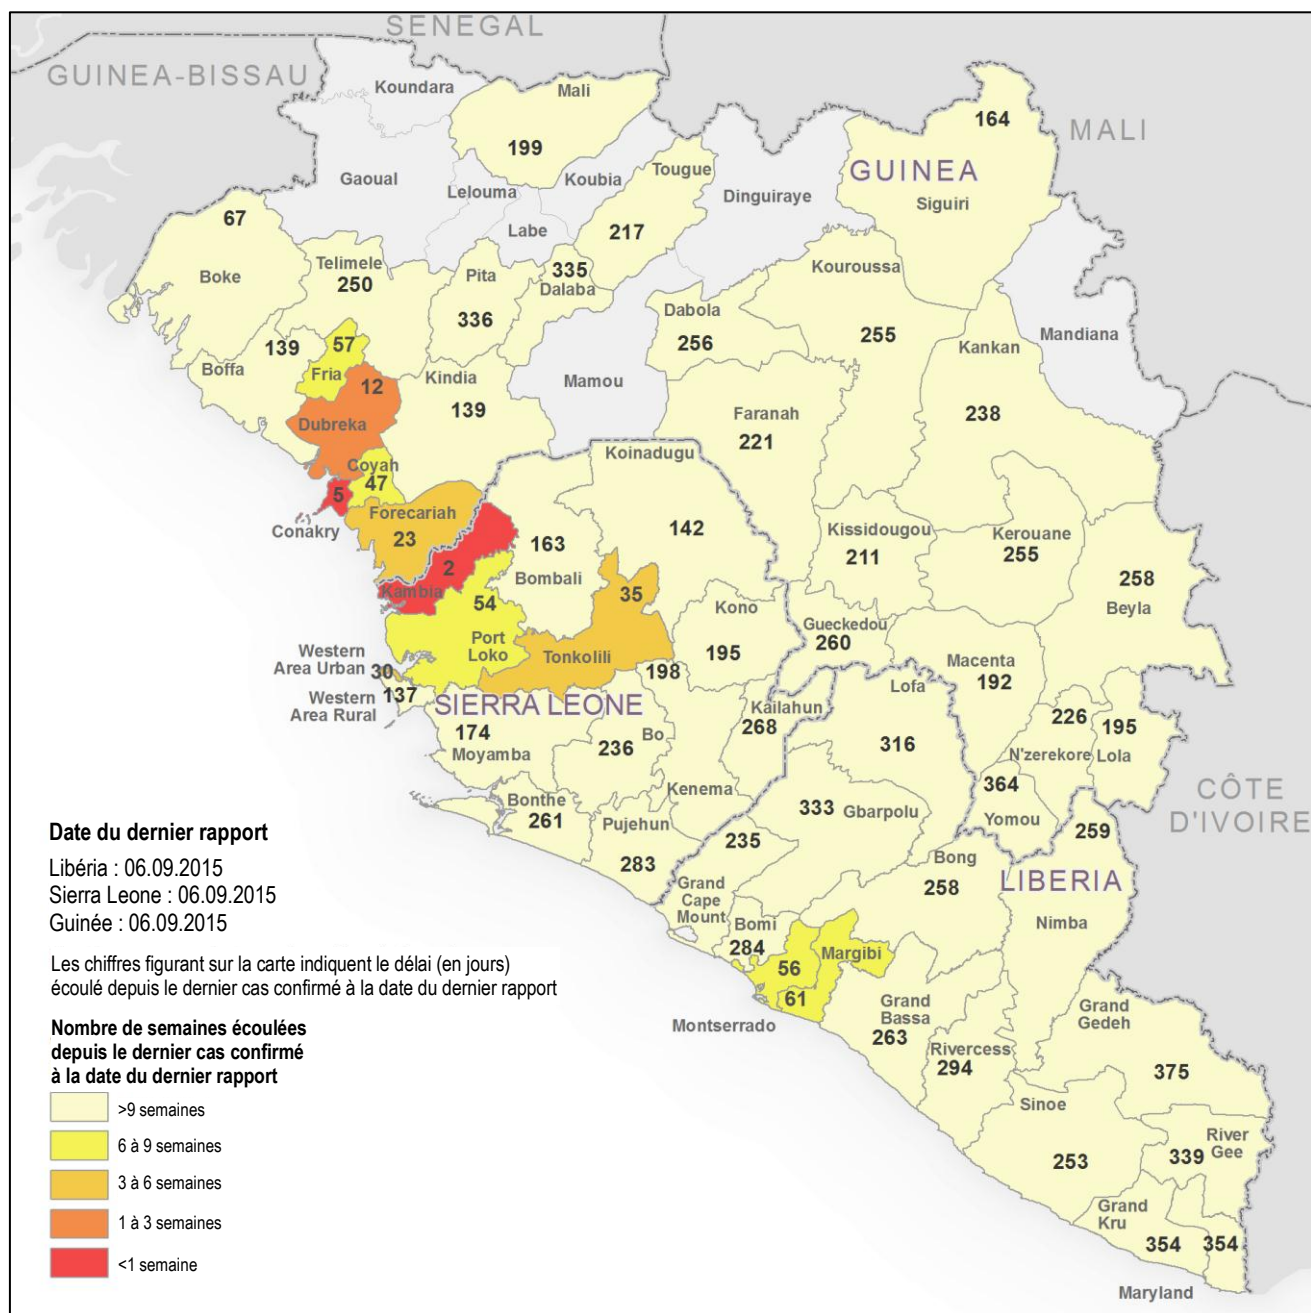 SENEGAL
GUINEA-BISSAU
Koundara
Mali
164
MALI
199
GUINEA
Gaoual
Koubia
Tougue
Lelouma
Dinguiraye
Siguiri
67
Labe
217
Telimele
Pita
335
Kouroussa
Boke
250
Dalaba
336
Dabola
Mandiana
139
57
256
255
Kankan
Boffa
Fria
12
Kindia
Mamou
139
Faranah
238
Dubreka
221
Koinadugu
Coyah
47
5
Forecariah
Conakry
23
163
142
Kissidougou
Kerouane
211
255
2
Bombali
258
Kambia
54
35
Kono
Beyla
Gueckedou
260
Western
Area Urban
30
Port
Loko
Tonkolili
195
Macenta
192
198
137
Western
Area Rural
SIERRA LEONE
Kailahun
268
Lofa
226
195
174
Moyamba
236
Bo
316
N'zerekore
Lola
364
Yomou
CÔTE
D'IVOIRE
Bonthe
261
Kenema
333
Gbarpolu
Pujehun
283
235
259
Bong
258
LIBERIA
Grand
Cape
Mount
Bomi
284
Nimba
Margibi
56
61
Montserrado
Grand
Bassa
263
Grand
Gedeh
Rivercess
294
375
Sinoe
253
River
Gee
339
Grand
Kru
354
354
Maryland
Date du dernier rapport
Libéria : 06.09.2015
Sierra Leone : 06.09.2015
Guinée : 06.09.2015
Les chiffres figurant sur la carte indiquent le délai (en jours)
écoulé depuis le dernier cas confirmé à la date du dernier rapport
Nombre de semaines écoulées
depuis le dernier cas confirmé
à la date du dernier rapport
>9 semaines
6 à 9 semaines
3 à 6 semaines
1 à 3 semaines
<1 semaine